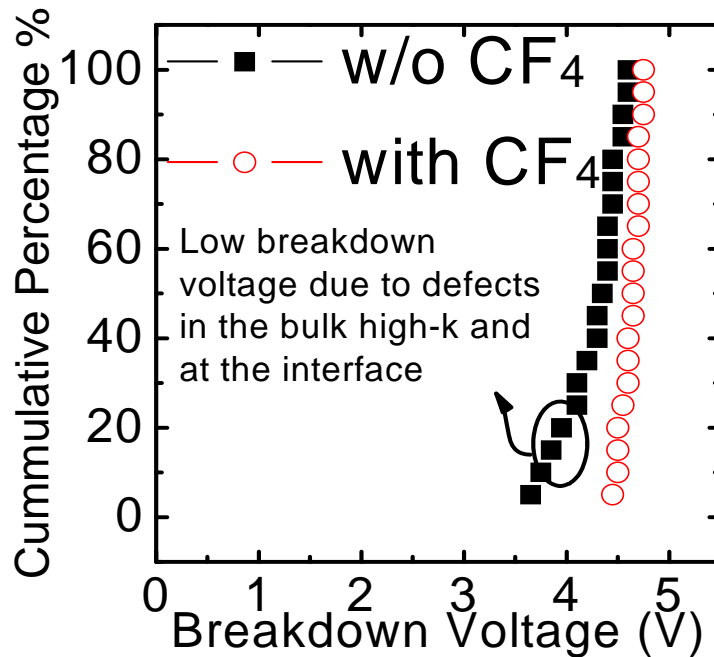 Cummulative Percentage %
100
80
60
40
20
0
w/o CF₄
with CF₄
Low breakdown
voltage due to defects
in the bulk high-k and
at the interface
0 1 2 3 4 5
Breakdown Voltage (V)